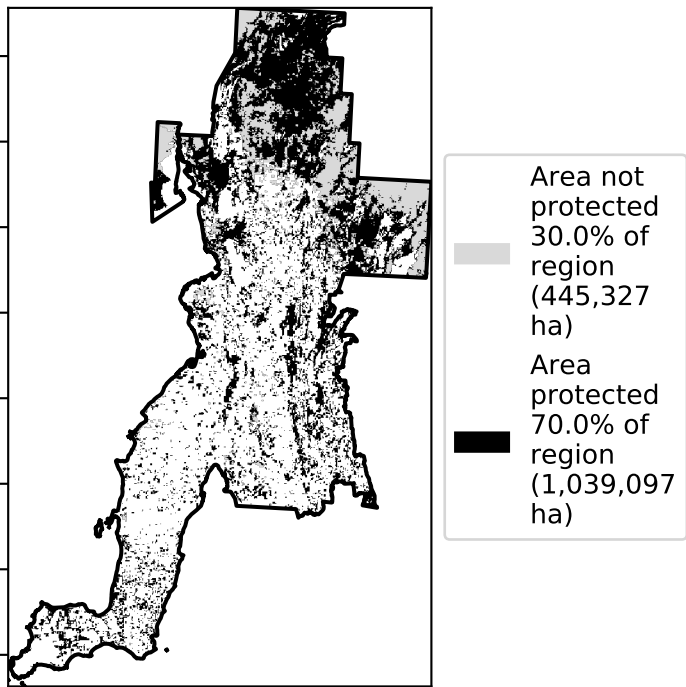 Area not
protected
30.0% of
region
(445,327
ha)
Area
protected
70.0% of
region
(1,039,097
ha)